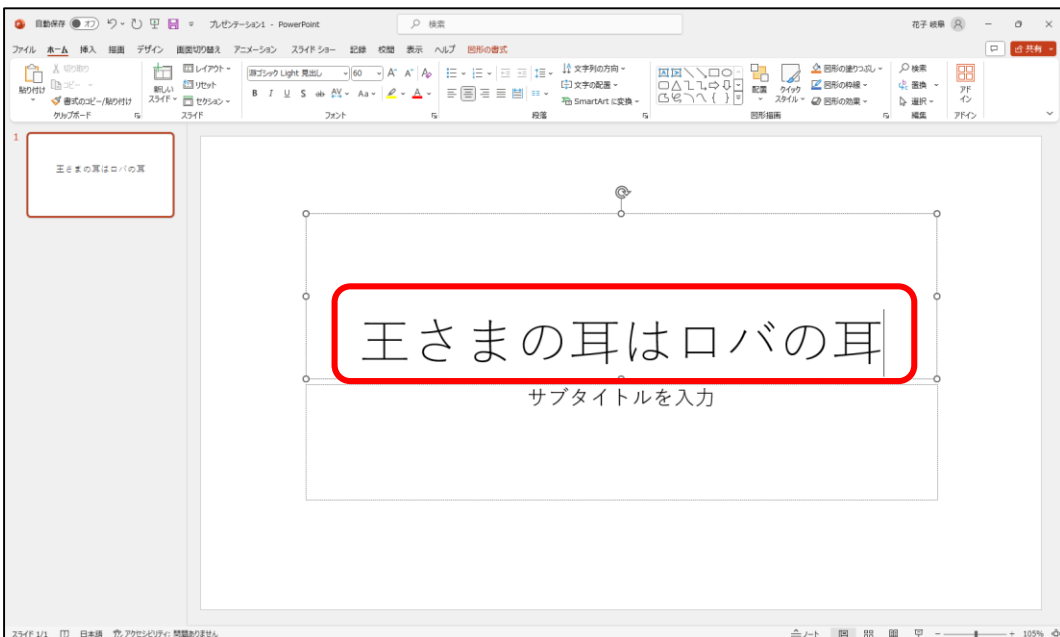 自動保存 オフ プレゼンテーション1 - PowerPoint 検索 花子 岐阜
ファイル ホーム 挿入 描画 デザイン 画面切り替え アニメーション スライド ショー 記録 校閲 表示 ヘルプ 図形の書式 共有
貼り付け 切り取り コピー 書式のコピー/貼り付け クリップボード
新しい スライド レイアウト リセット セクション スライド
游ゴシック Light 見出し 60 A A
B I U S ab AV Aa A フォント
文字列の方向 文字の配置 SmartArt に変換 段落
配置 クイック スタイル 図形の塗りつぶし 図形の枠線 図形の効果 図形描画
検索 置換 選択 編集
アド イン アドイン
1
王さまの耳はロバの耳
王さまの耳はロバの耳
サブタイトルを入力
スライド 1/1 日本語 アクセシビリティ: 問題ありません ノート 105%